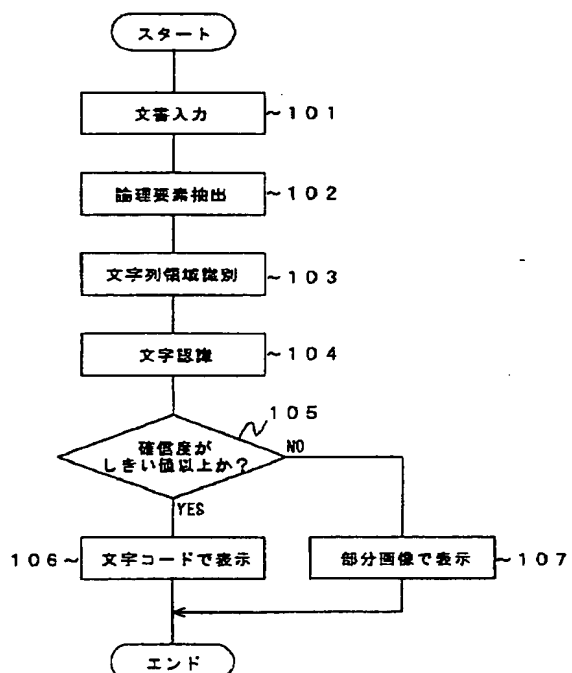 スタート
文書入力 ~101
論理要素抽出 ~102
文字列領域識別 ~103
文字認識 ~104
105
確信度が
しきい値以上か?
NO
YES
106~ 文字コードで表示
部分画像で表示 ~107
エンド